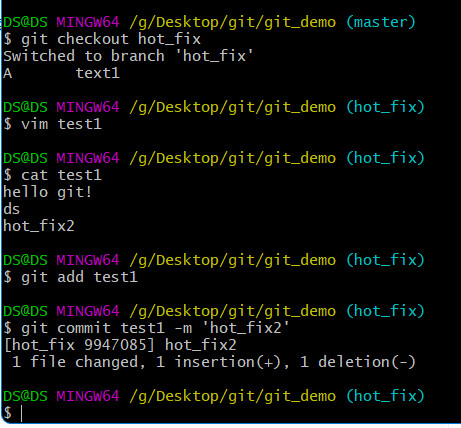 DS@DS MINGW64 /g/Desktop/git/git_demo (master)
$ git checkout hot_fix
Switched to branch 'hot_fix'
A       text1
DS@DS MINGW64 /g/Desktop/git/git_demo (hot_fix)
$ vim test1
DS@DS MINGW64 /g/Desktop/git/git_demo (hot_fix)
$ cat test1
hello git!
ds
hot_fix2
DS@DS MINGW64 /g/Desktop/git/git_demo (hot_fix)
$ git add test1
DS@DS MINGW64 /g/Desktop/git/git_demo (hot_fix)
$ git commit test1 -m 'hot_fix2'
[hot_fix 9947085] hot_fix2
 1 file changed, 1 insertion(+), 1 deletion(-)
DS@DS MINGW64 /g/Desktop/git/git_demo (hot_fix)
$